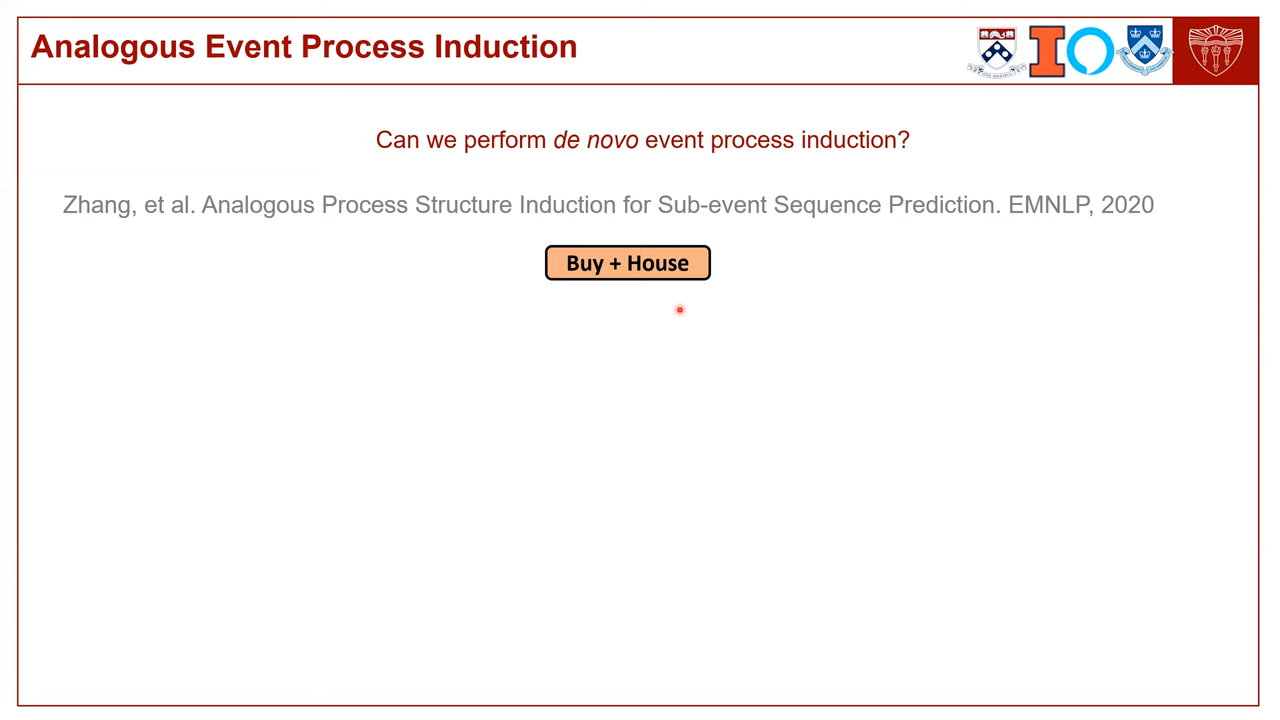 Analogous Event Process Induction
Can we perform de novo event process induction?
Zhang, et al. Analogous Process Structure Induction for Sub-event Sequence Prediction. EMNLP, 2020
Buy + House